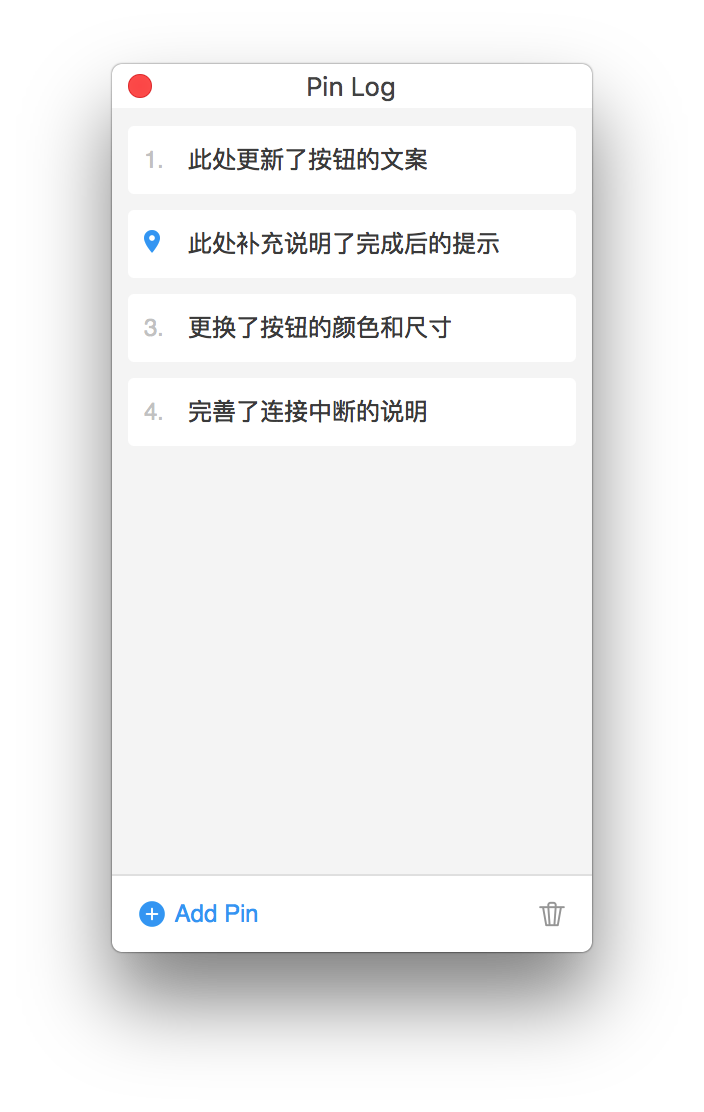 Pin Log
1. 此处更新了按钮的文案
此处补充说明了完成后的提示
3. 更换了按钮的颜色和尺寸
4. 完善了连接中断的说明
Add Pin